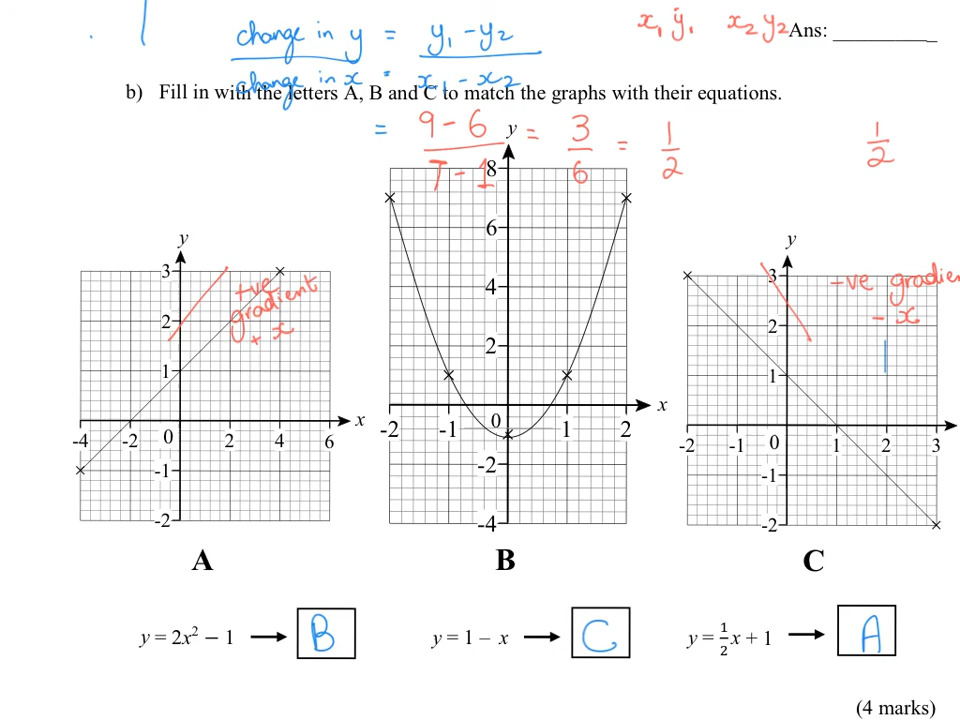 x₁ y₁ x₂ y₂ Ans: __________
change in y = y₁ - y₂
change in x = x₁ - x₂
b) Fill in with the letters A, B and C to match the graphs with their equations.
= 9 - 6 / 7 - 1 = 3/6 = 1/2 1/2
y
8
6
4
2
0
-2
-4
-2 -1 1 2 x
y
3
2
1
0
-1
-2
-4 -2 2 4 6 x
+ve
gradient
+ x
y
3
2
1
0
-1
-2
-2 -1 1 2 3
-ve gradien
- x
A B C
y = 2x² − 1 B y = 1 – x C y = ½x + 1 A
(4 marks)